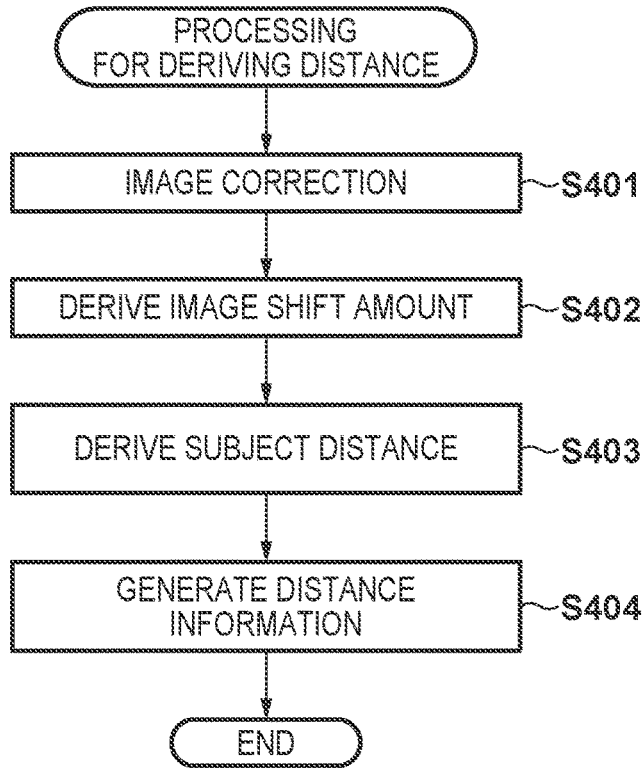 PROCESSING
FOR DERIVING DISTANCE
IMAGE CORRECTION
S401
DERIVE IMAGE SHIFT AMOUNT
S402
DERIVE SUBJECT DISTANCE
S403
GENERATE DISTANCE
INFORMATION
S404
END